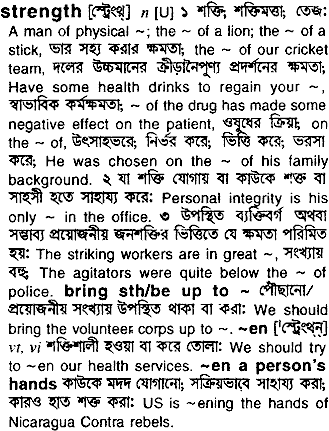 strength [স্ট্রেংথ্] n [U] ১ শক্তি; শক্তিমত্তা; তেজ:
A man of physical ~; the ~ of a lion; the ~ of a
stick, ভার সহ্য করার ক্ষমতা; the ~ of our cricket
team, দলের উচ্চমানের ক্রীড়ানৈপুণ্য প্রদর্শনের ক্ষমতা;
Have some health drinks to regain your ~,
স্বাভাবিক কর্মক্ষমতা; ~ of the drug has made some
negative effect on the patient, ওষুধের ক্রিয়া; on
the ~ of, উৎসাহভরে; নির্ভর করে; ভিত্তি করে; ভরসা
করে; He was chosen on the ~ of his family
background. ২ যা শক্তি যোগায় বা কাউকে শক্ত বা
সাহসী হতে সাহায্য করে: Personal integrity is his
only ~ in the office. ৩ উপস্থিত ব্যক্তিবর্গ অথবা
সম্ভাব্য প্রয়োজনীয় জনশক্তির ভিত্তিতে যে ক্ষমতা পরিমিত
হয়: The striking workers are in great ~, সংখ্যায়
বহু; The agitators were quite below the ~ of
police. bring sth/be up to ~ পৌছানো/
প্রয়োজনীয় সংখ্যায় উপস্থিত থাকা বা করা: We should
bring the volunteer corps up to ~. ~en ['স্ট্রেংথ্ন্]
vt, vi শক্তিশালী হওয়া বা করে তোলা: We should try
to ~en our health services. ~en a person's
hands কাউকে মদদ যোগানো; সক্রিয়ভাবে সাহায্য করা;
কারও হাত শক্ত করা: US is ~ening the hands of
Nicaragua Contra rebels.